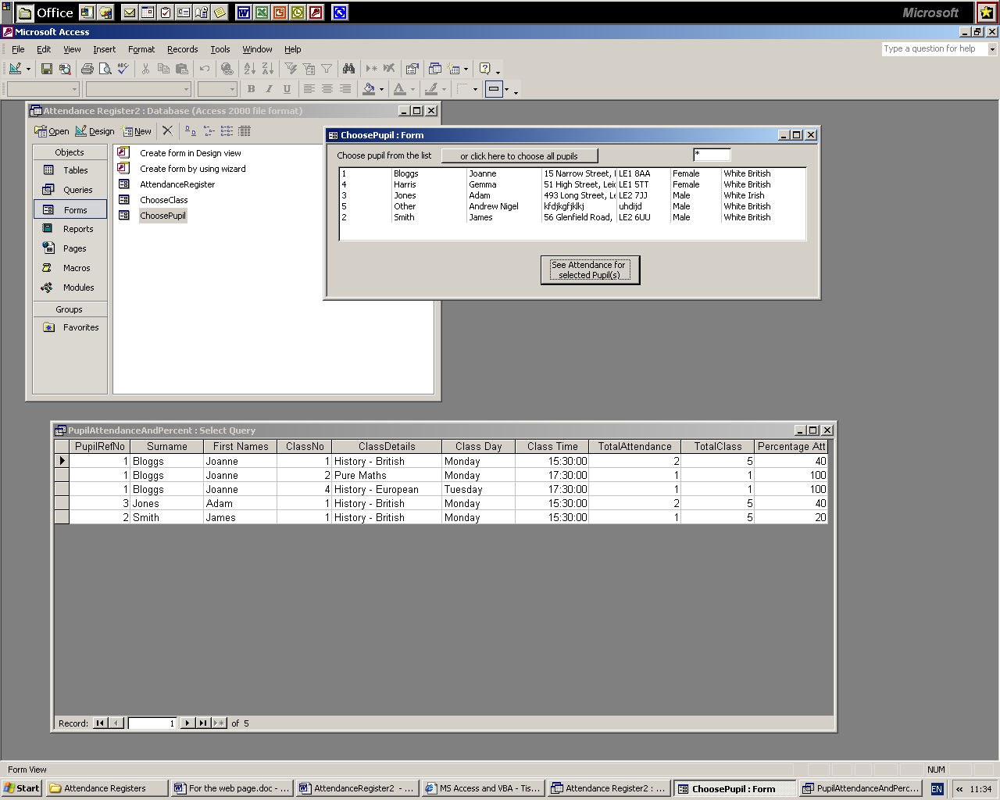 Office
Microsoft
Microsoft Access
File Edit View Insert Format Records Tools Window Help
Type a question for help
B I U A
Attendance Register2 : Database (Access 2000 file format)
Open Design New
Objects
Tables
Queries
Forms
Reports
Pages
Macros
Modules
Groups
Favorites
Create form in Design view
Create form by using wizard
AttendanceRegister
ChooseClass
ChoosePupil
ChoosePupil : Form
Choose pupil from the list or click here to choose all pupils *
1 Bloggs Joanne 15 Narrow Street, LE1 8AA Female White British
4 Harris Gemma 51 High Street, Lei LE1 5TT Female White British
3 Jones Adam 493 Long Street, Le LE2 7JJ Male White Irish
5 Other Andrew Nigel kfdjkgfjklkj uhdijd Male White British
2 Smith James 56 Glenfield Road, LE2 6UU Male White British
See Attendance for
selected Pupil(s)
PupilAttendanceAndPercent : Select Query
PupilRefNo Surname First Names ClassNo ClassDetails Class Day Class Time TotalAttendance TotalClass Percentage Att
1 Bloggs Joanne 1 History - British Monday 15:30:00 2 5 40
1 Bloggs Joanne 2 Pure Maths Monday 17:30:00 1 1 100
1 Bloggs Joanne 4 History - European Tuesday 17:30:00 1 1 100
3 Jones Adam 1 History - British Monday 15:30:00 2 5 40
2 Smith James 1 History - British Monday 15:30:00 1 5 20
Record: 1 of 5
Form View NUM
Start Attendance Registers For the web page.doc - ... AttendanceRegister2 - ... MS Access and VBA - Tis... Attendance Register2 : ... ChoosePupil : Form PupilAttendanceAndPerc... EN « 11:34